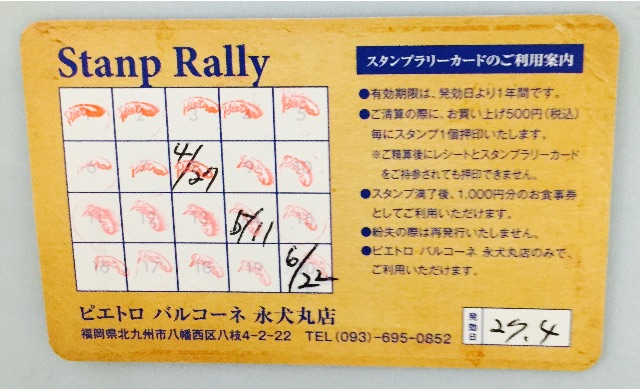 Stanp Rally
4/27
5/11
6/22
ピエトロ バルコーネ 永犬丸店
福岡県北九州市八幡西区八枝4-2-22 TEL(093)-695-0852
スタンプラリーカードのご利用案内
●有効期限は、発効日より1年間です。
●ご清算の際に、お買い上げ500円(税込)
毎にスタンプ1個押印いたします。
※ご精算後にレシートとスタンプラリーカード
をご持参されても押印できません。
●スタンプ満了後、1,000円分のお食事券
としてご利用いただけます。
●紛失の際は再発行いたしません。
●ピエトロ バルコーネ 永犬丸店のみで、
ご利用いただけます。
発効日 27.4